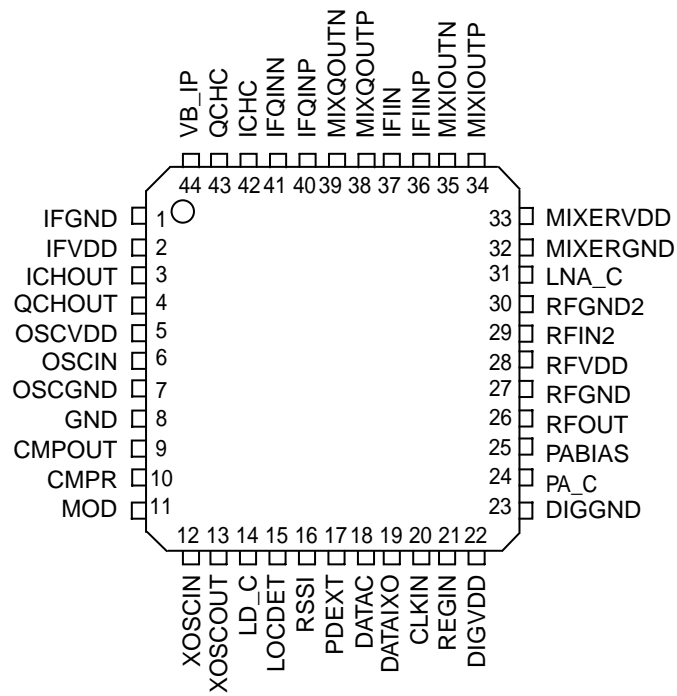 VB_IP
QCHC
ICHC
IFQINN
IFQINP
MIXQOUTN
MIXQOUTP
IFIIN
IFIINP
MIXIOUTN
MIXIOUTP
44 43 42 41 40 39 38 37 36 35 34
IFGND 1
IFVDD 2
ICHOUT 3
QCHOUT 4
OSCVDD 5
OSCIN 6
OSCGND 7
GND 8
CMPOUT 9
CMPR 10
MOD 11
33 MIXERVDD
32 MIXERGND
31 LNA_C
30 RFGND2
29 RFIN2
28 RFVDD
27 RFGND
26 RFOUT
25 PABIAS
24 PA_C
23 DIGGND
12 13 14 15 16 17 18 19 20 21 22
XOSCIN
XOSCOUT
LD_C
LOCDET
RSSI
PDEXT
DATAC
DATAIXO
CLKIN
REGIN
DIGVDD